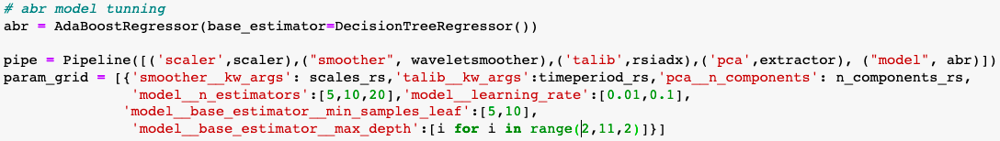 # abr model tunning
abr = AdaBoostRegressor(base_estimator=DecisionTreeRegressor())
pipe = Pipeline([('scaler',scaler),("smoother", waveletsmoother),('talib',rsiadx),('pca',extractor), ("model", abr)])
param_grid = [{'smoother__kw_args': scales_rs,'talib__kw_args':timeperiod_rs,'pca__n_components': n_components_rs,
'model__n_estimators':[5,10,20],'model__learning_rate':[0.01,0.1],
'model__base_estimator__min_samples_leaf':[5,10],
'model__base_estimator__max_depth':[i for i in range(2,11,2)]}]